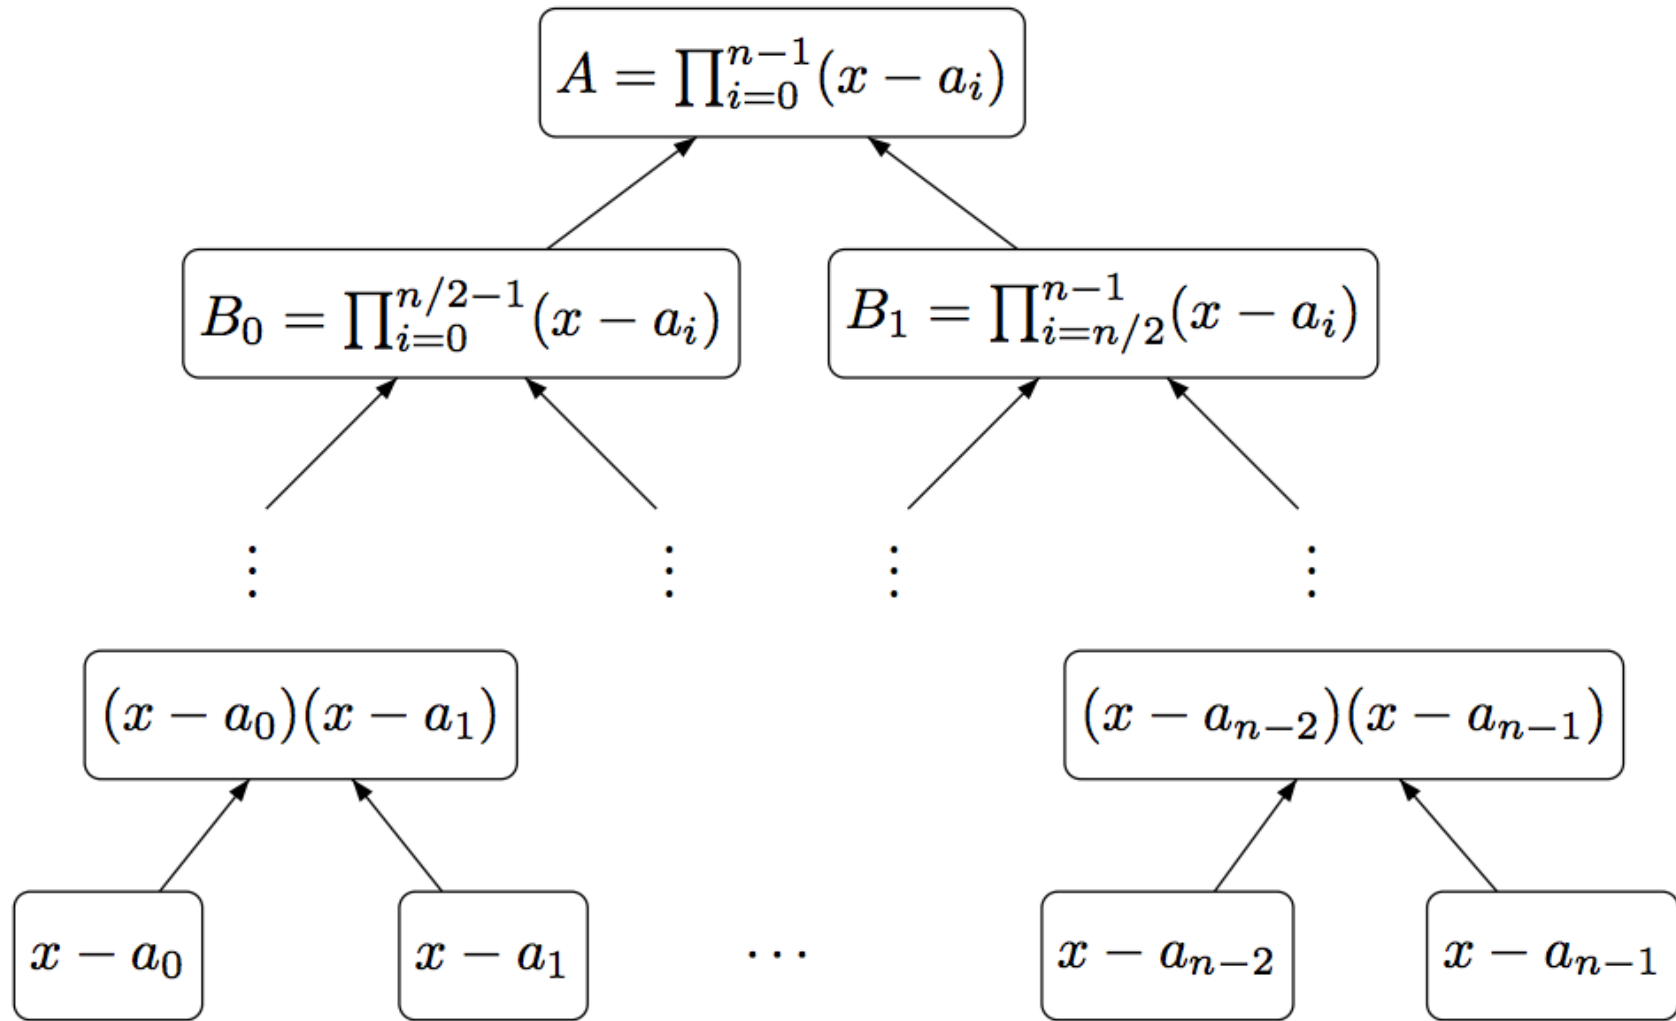 A = ∏_{i=0}^{n−1}(x − a_i)
B_0 = ∏_{i=0}^{n/2−1}(x − a_i) B_1 = ∏_{i=n/2}^{n−1}(x − a_i)
⋮ ⋮ ⋮ ⋮
(x − a_0)(x − a_1) (x − a_{n−2})(x − a_{n−1})
x − a_0 x − a_1 ⋯ x − a_{n−2} x − a_{n−1}